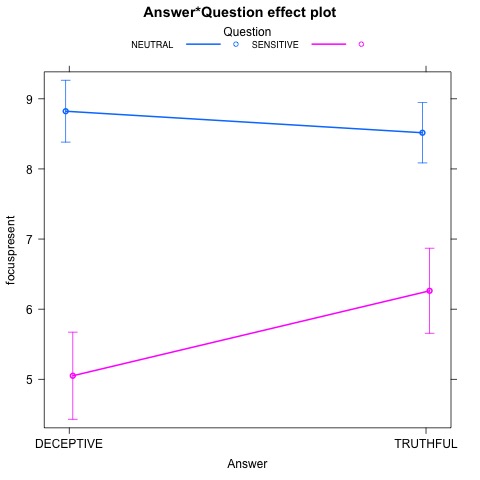 Answer*Question effect plot
Question
NEUTRAL SENSITIVE
9
8
7
6
5
focuspresent
DECEPTIVE TRUTHFUL
Answer